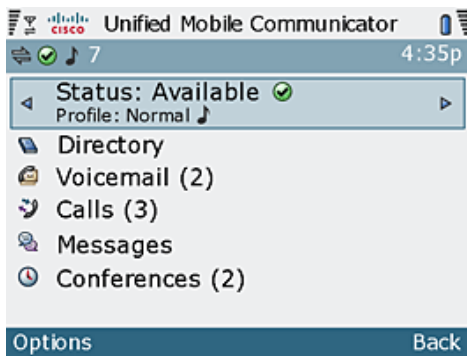 CISCO Unified Mobile Communicator
7 4:35p
Status: Available
Profile: Normal
Directory
Voicemail (2)
Calls (3)
Messages
Conferences (2)
Options Back